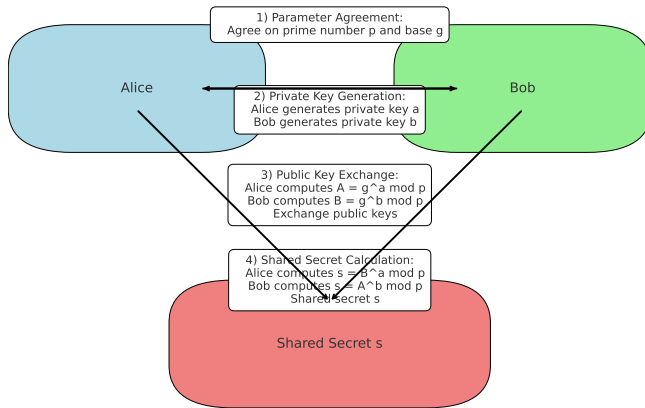 1) Parameter Agreement:
Agree on prime number p and base g
Alice
Bob
2) Private Key Generation:
Alice generates private key a
Bob generates private key b
3) Public Key Exchange:
Alice computes A = g^a mod p
Bob computes B = g^b mod p
Exchange public keys
4) Shared Secret Calculation:
Alice computes s = B^a mod p
Bob computes s = A^b mod p
Shared secret s
Shared Secret s